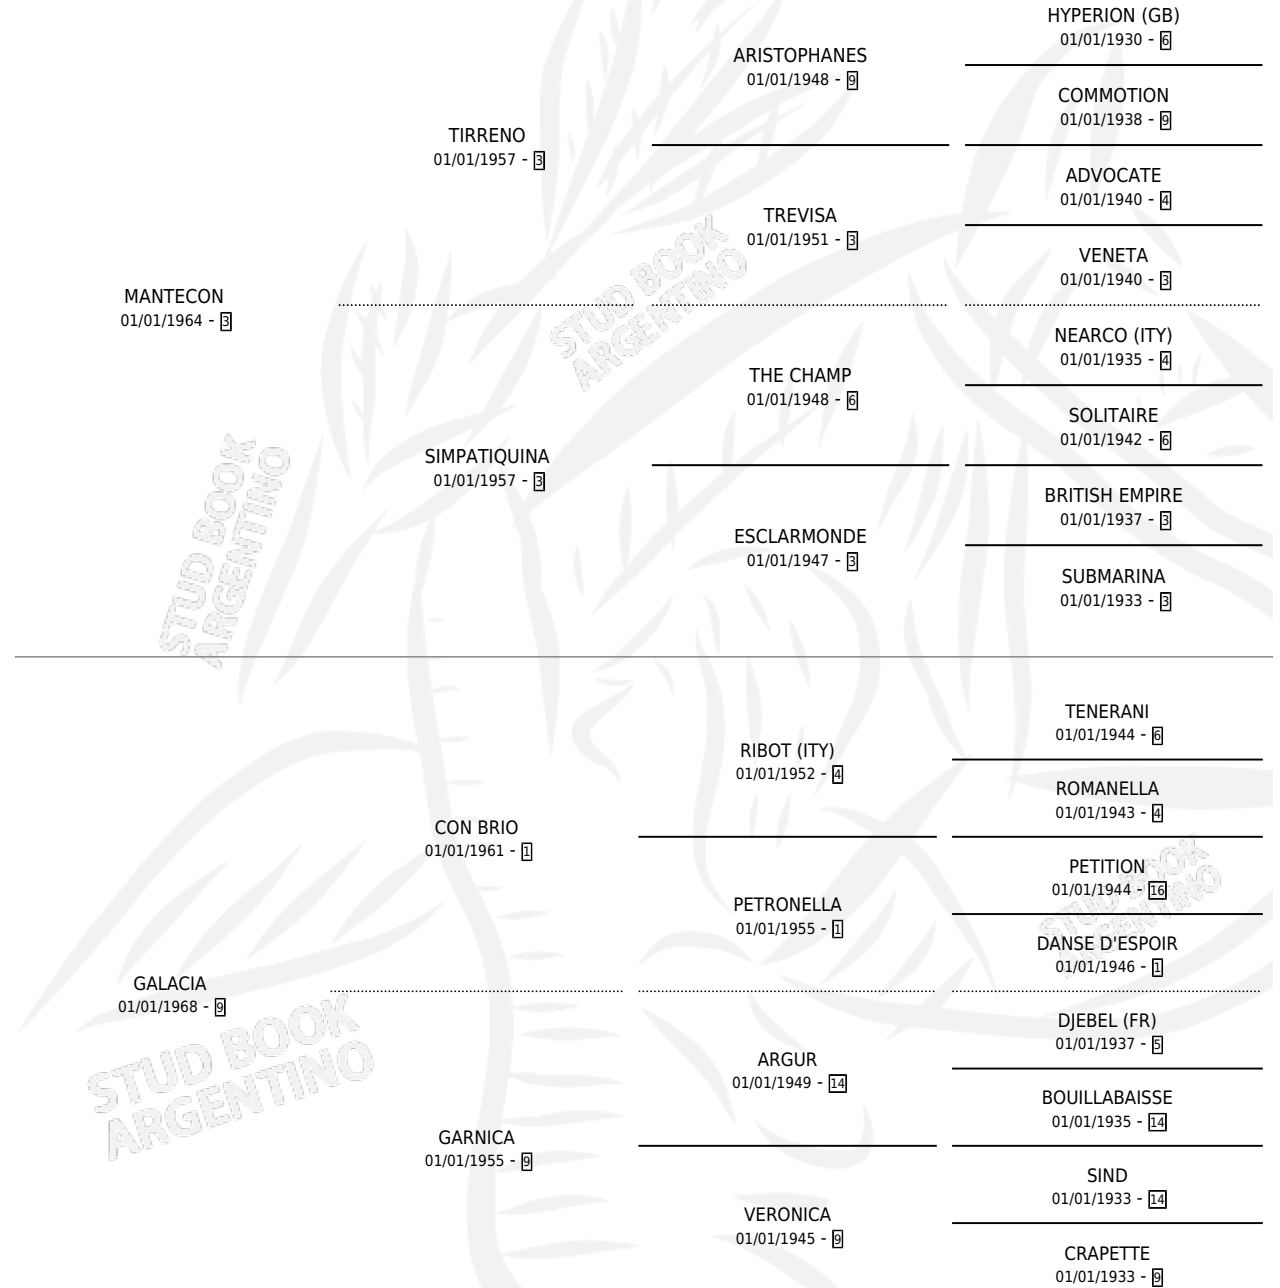 HYPERION (GB)
01/01/1930 - 6
ARISTOPHANES
01/01/1948 - 9
COMMOTION
01/01/1938 - 9
TIRRENO
01/01/1957 - 3
ADVOCATE
01/01/1940 - 4
TREVISA
01/01/1951 - 3
VENETA
01/01/1940 - 3
MANTECON
01/01/1964 - 3
NEARCO (ITY)
01/01/1935 - 4
THE CHAMP
01/01/1948 - 6
SOLITAIRE
01/01/1942 - 6
SIMPATIQUINA
01/01/1957 - 3
BRITISH EMPIRE
01/01/1937 - 3
ESCLARMONDE
01/01/1947 - 3
SUBMARINA
01/01/1933 - 3
TENERANI
01/01/1944 - 6
RIBOT (ITY)
01/01/1952 - 4
ROMANELLA
01/01/1943 - 4
CON BRIO
01/01/1961 - 1
PETITION
01/01/1944 - 16
PETRONELLA
01/01/1955 - 1
DANSE D'ESPOIR
01/01/1946 - 1
GALACIA
01/01/1968 - 9
DJEBEL (FR)
01/01/1937 - 5
ARGUR
01/01/1949 - 14
BOUILLABAISSE
01/01/1935 - 14
GARNICA
01/01/1955 - 9
SIND
01/01/1933 - 14
VERONICA
01/01/1945 - 9
CRAPETTE
01/01/1933 - 9
STUD BOOK
ARGENTINO
STUD BOOK
ARGENTINO
STUD BOOK
ARGENTINO
STUD BOOK
ARGENTINO